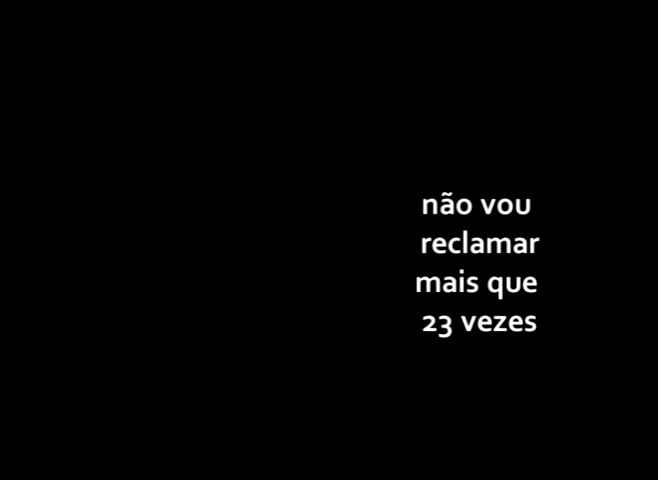 não vou
reclamar
mais que
23 vezes